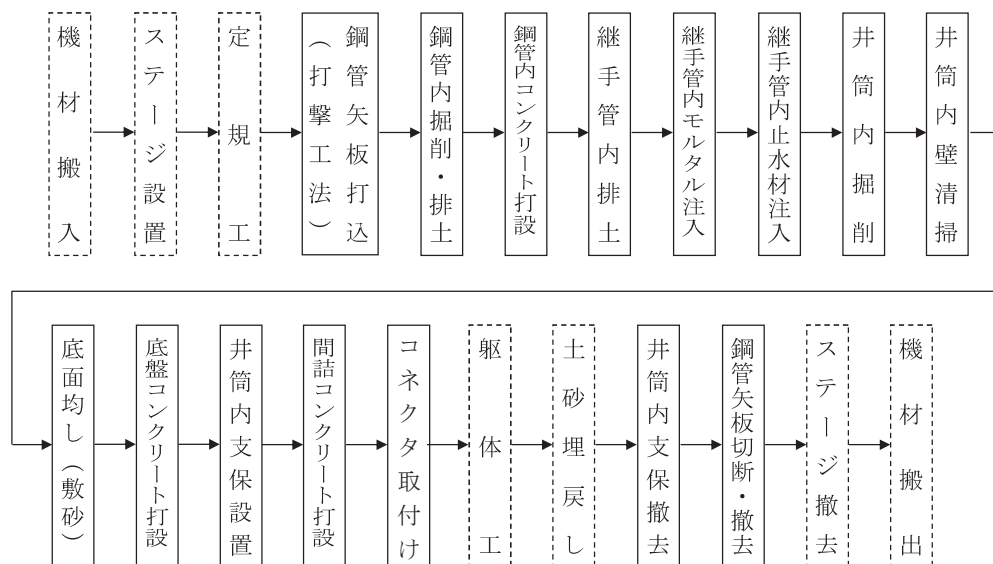 機材搬入
ステージ設置
定規工
鋼管矢板打込
（打撃工法）
鋼管内掘削・排土
鋼管内コンクリート打設
継手管内排土
継手管内モルタル注入
継手管内止水材注入
井筒内掘削
井筒内壁清掃
底面均し（敷砂）
底盤コンクリート打設
井筒内支保設置
間詰コンクリート打設
コネクタ取付け
躯体工
土砂埋戻し
井筒内支保撤去
鋼管矢板切断・撤去
ステージ撤去
機材搬出